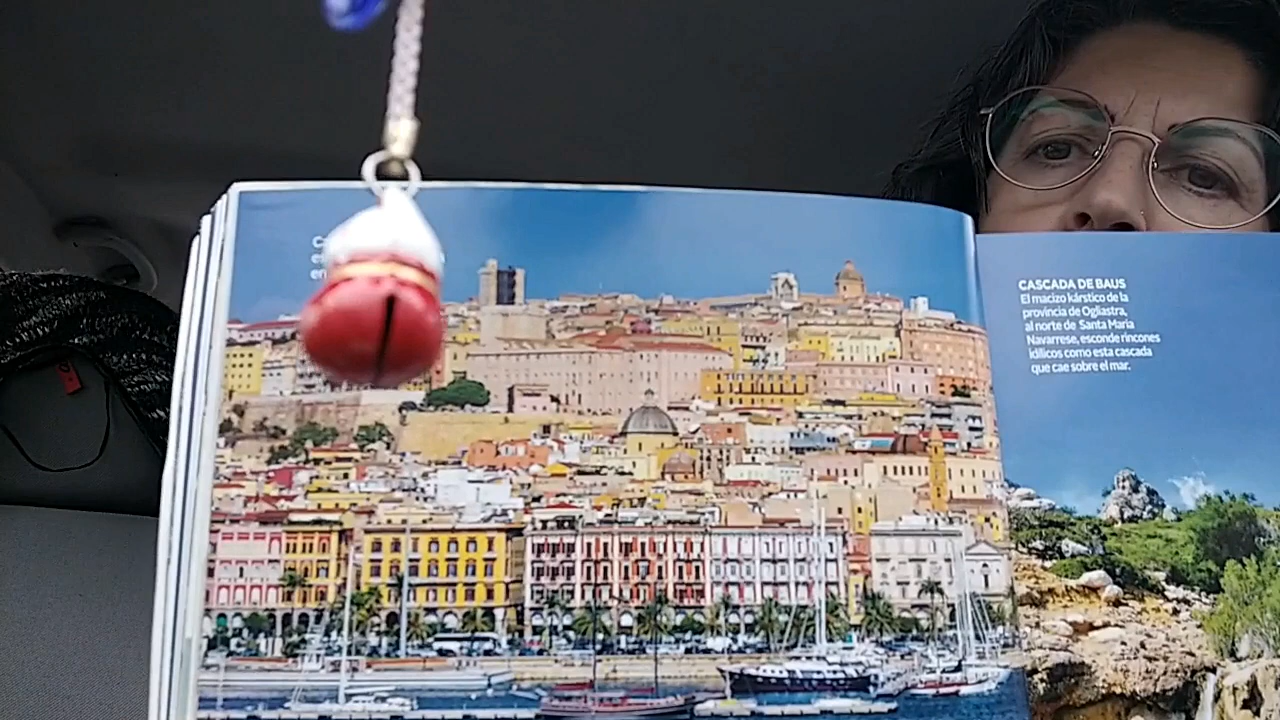 CASCADA DE BAUS
El macizo kárstico de la
provincia de Ogliastra,
al norte de Santa Maria
Navarrese, esconde rincones
idílicos como esta cascada
que cae sobre el mar.